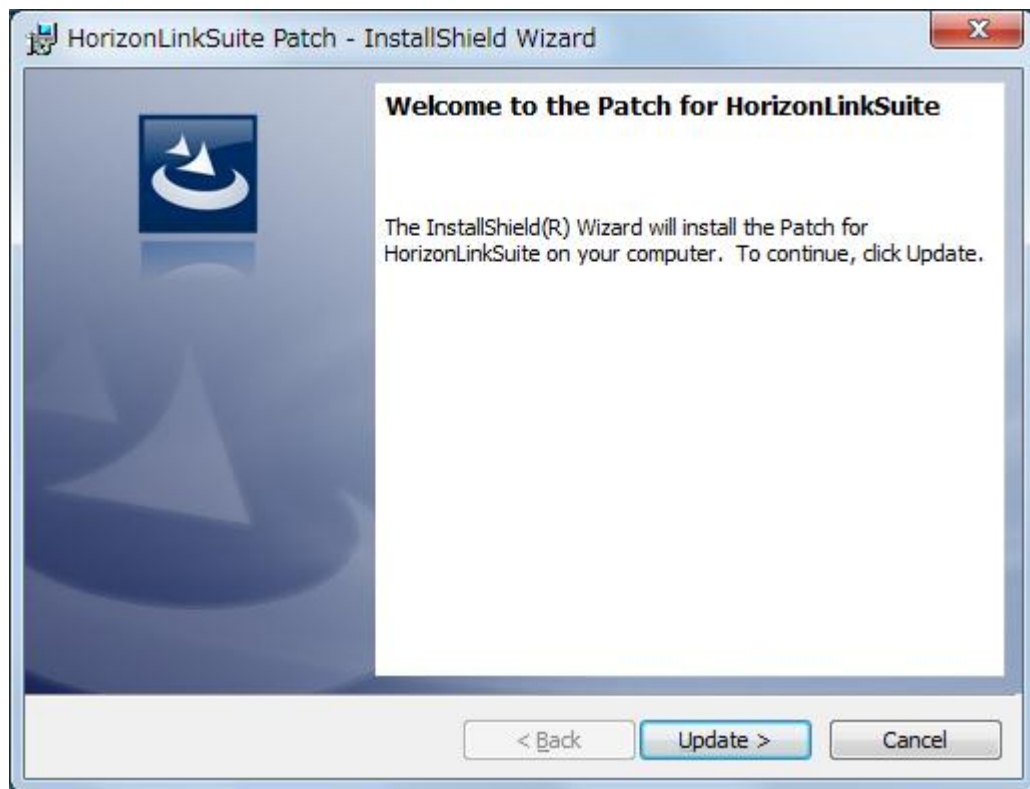 HorizonLinkSuite Patch - InstallShield Wizard
Welcome to the Patch for HorizonLinkSuite
The InstallShield(R) Wizard will install the Patch for
HorizonLinkSuite on your computer.  To continue, click Update.
< Back
Update >
Cancel